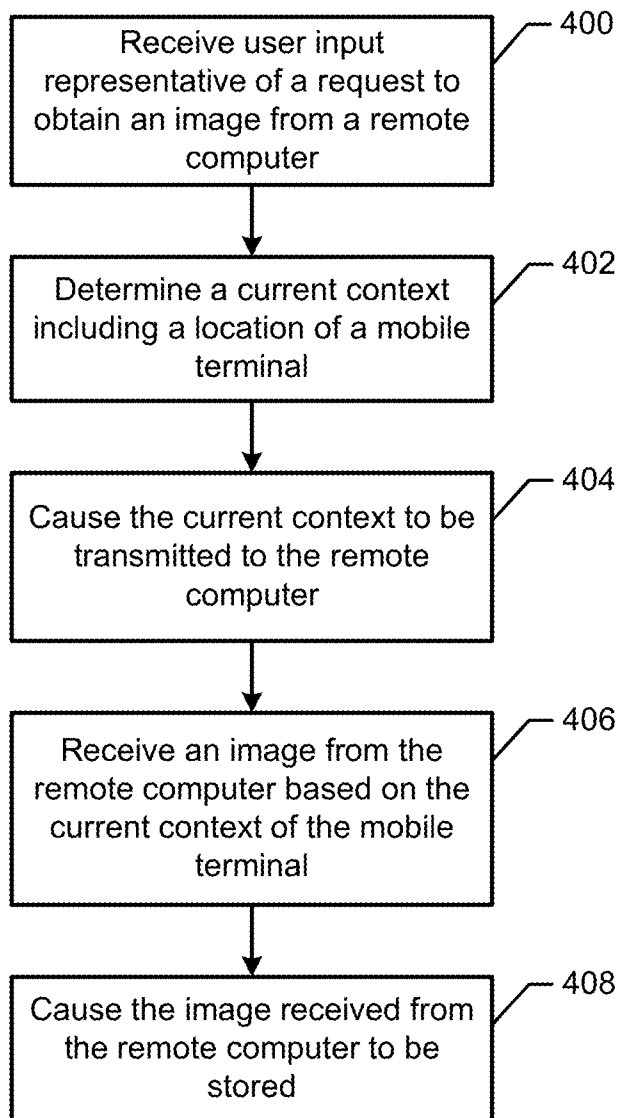 400
Receive user input
representative of a request to
obtain an image from a remote
computer
402
Determine a current context
including a location of a mobile
terminal
404
Cause the current context to be
transmitted to the remote
computer
406
Receive an image from the
remote computer based on the
current context of the mobile
terminal
408
Cause the image received from
the remote computer to be
stored